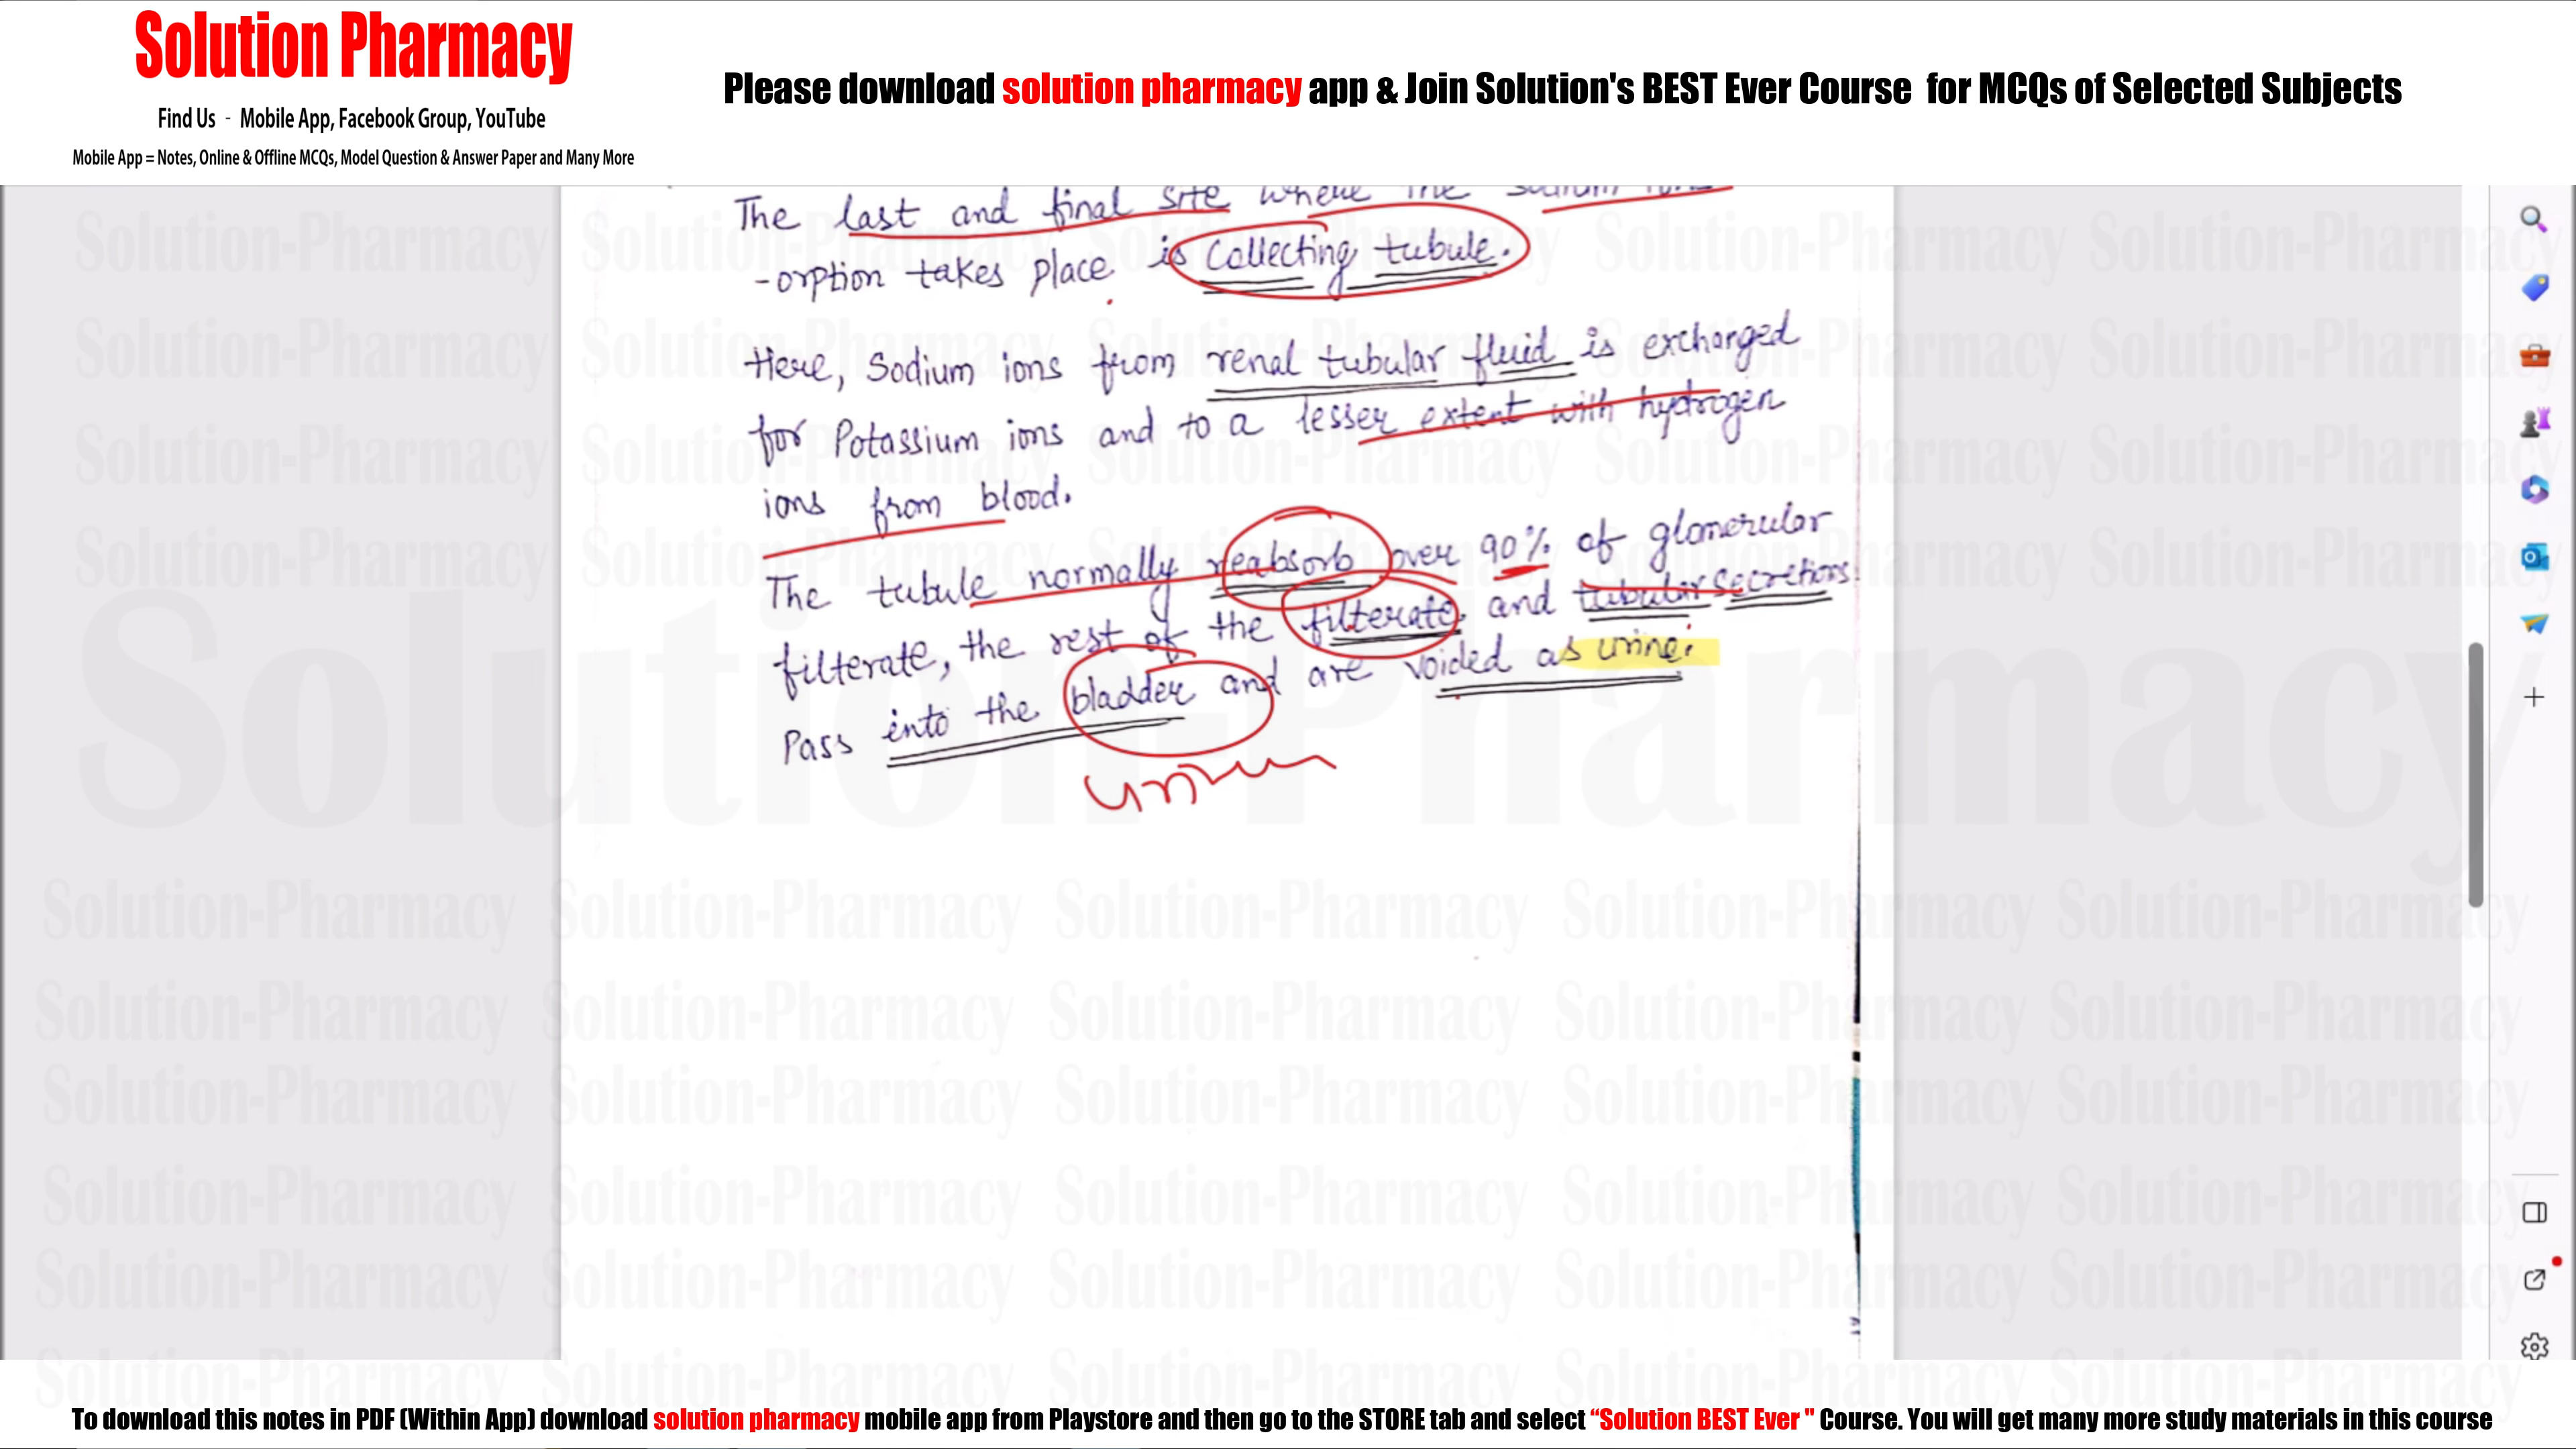 Solution Pharmacy
Find Us - Mobile App, Facebook Group, YouTube
Mobile App = Notes, Online & Offline MCQs, Model Question & Answer Paper and Many More
Please download solution pharmacy app & Join Solution's BEST Ever Course for MCQs of Selected Subjects
The last and final site where the sodium ions
-orption takes place is Collecting tubule.
Here, Sodium ions from renal tubular fluid is exchanged
for Potassium ions and to a lesser extent with hydrogen
ions from blood.
The tubule normally reabsorb over 90% of glomerular
filterate, the rest of the filterate and tubular secretions
Pass into the bladder and are voided as urine.
Solution-Pharmacy
To download this notes in PDF (Within App) download solution pharmacy mobile app from Playstore and then go to the STORE tab and select “Solution BEST Ever " Course. You will get many more study materials in this course